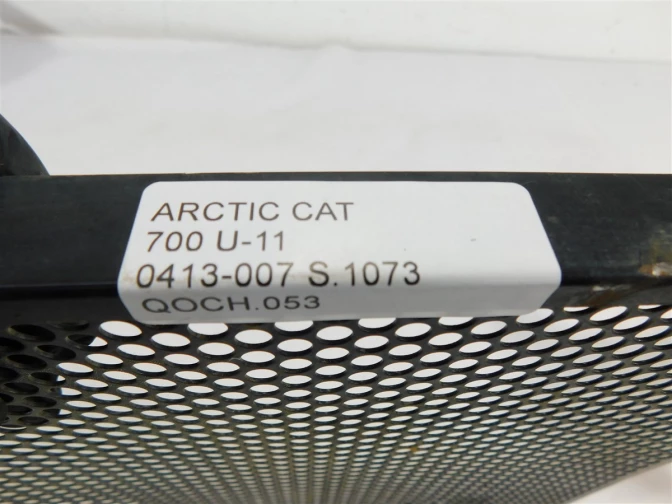 ARCTIC CAT
700 U-11
0413-007 S.1073
QOCH.053